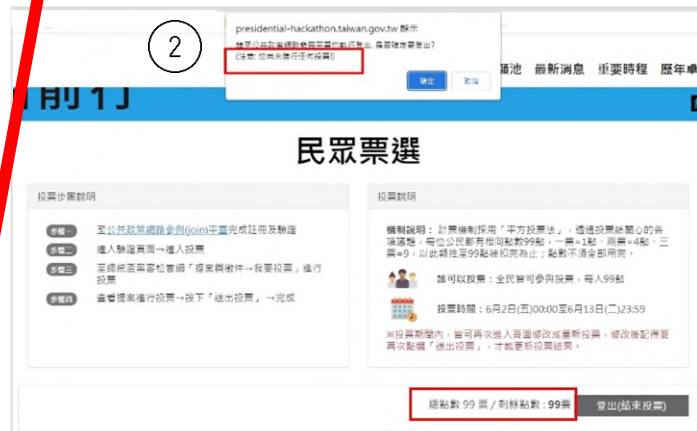 2
presidential-hackathon.taiwan.gov.tw 顯示
(注意: 您尚未進行任何投票!)
確定
取消
願池 最新消息 重要時程 歷年卓
前行
民眾票選
投票步驟說明
步驟一 至公共政策網路參與(join)平臺完成註冊及驗證
步驟二 進入驗證頁面→進入投票
步驟三 至總統盃黑客松官網「提案與徵件→我要投票」進行
投票
步驟四 查看提案進行投票→按下「送出投票」→完成
投票說明
機制說明： 計票機制採用「平方投票法」，透過投票給關心的各
項議題，每位公民都有相同點數99點，一票=1點、兩票=4點、三
票=9，以此類推至99點被扣完為止；點數不須全部用完。
誰可以投票：全民皆可參與投票，每人99點
投票時間：6月2日(五)00:00至6月13日(二)23:59
※投票期間內，皆可再次進入頁面修改或重新投票，修改後記得要
再次點選「送出投票」，才能更新投票結果。
總點數 99 票 / 剩餘點數 : 99票
登出(結束投票)